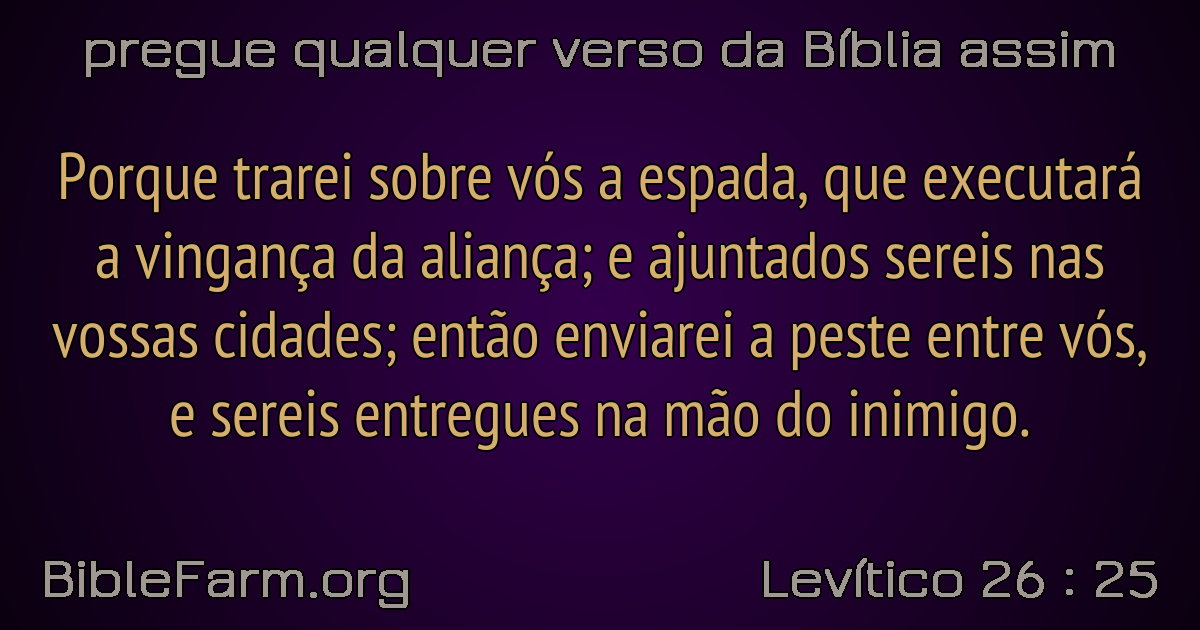 pregue qualquer verso da Bíblia assim
Porque trarei sobre vós a espada, que executará
a vingança da aliança; e ajuntados sereis nas
vossas cidades; então enviarei a peste entre vós,
e sereis entregues na mão do inimigo.
BibleFarm.org
Levítico 26 : 25